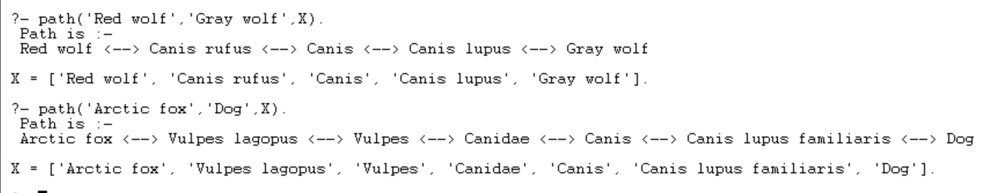 ?- path('Red wolf','Gray wolf',X).
Path is :-
Red wolf <--> Canis rufus <--> Canis <--> Canis lupus <--> Gray wolf
X = ['Red wolf', 'Canis rufus', 'Canis', 'Canis lupus', 'Gray wolf'].
?- path('Arctic fox','Dog',X).
Path is :-
Arctic fox <--> Vulpes lagopus <--> Vulpes <--> Canidae <--> Canis <--> Canis lupus familiaris <--> Dog
X = ['Arctic fox', 'Vulpes lagopus', 'Vulpes', 'Canidae', 'Canis', 'Canis lupus familiaris', 'Dog'].